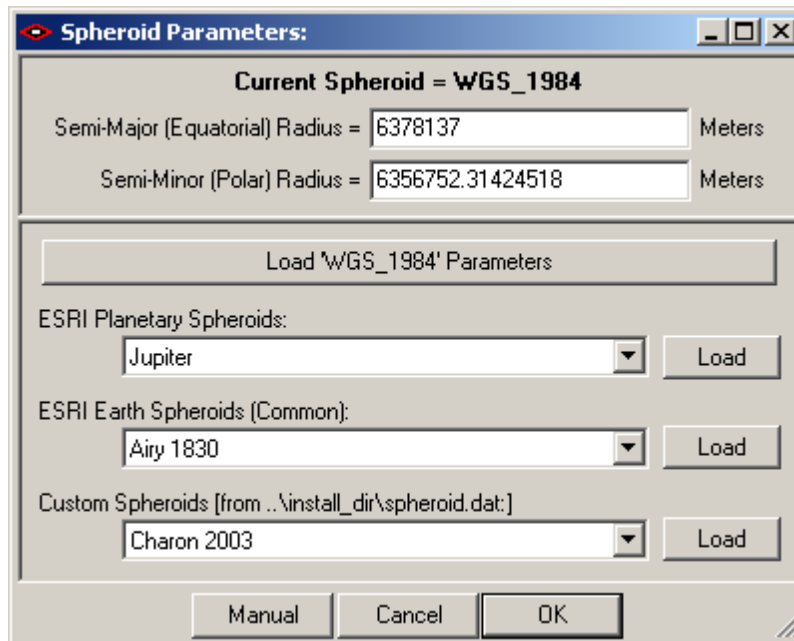 Spheroid Parameters:
Current Spheroid = WGS_1984
Semi-Major (Equatorial) Radius = 6378137 Meters
Semi-Minor (Polar) Radius = 6356752.31424518 Meters
Load 'WGS_1984' Parameters
ESRI Planetary Spheroids:
Jupiter Load
ESRI Earth Spheroids (Common):
Airy 1830 Load
Custom Spheroids [from ..\install_dir\spheroid.dat:]
Charon 2003 Load
Manual Cancel OK